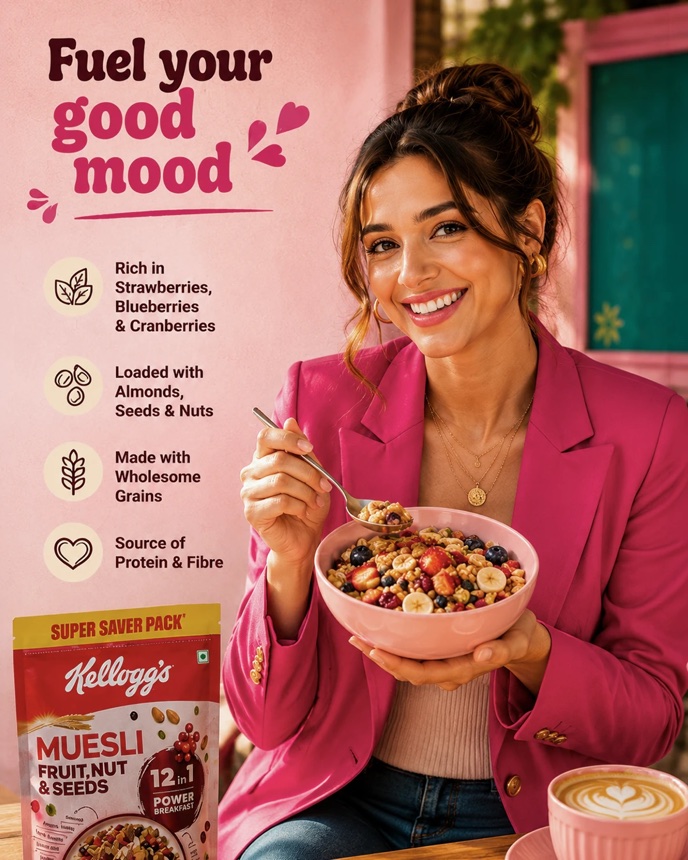 Fuel your
good
mood
Rich in
Strawberries,
Blueberries
& Cranberries
Loaded with
Almonds,
Seeds & Nuts
Made with
Wholesome
Grains
Source of
Protein & Fibre
SUPER SAVER PACK*
Kellogg's
MUESLI
FRUIT, NUT
& SEEDS
12 in 1
POWER
BREAKFAST